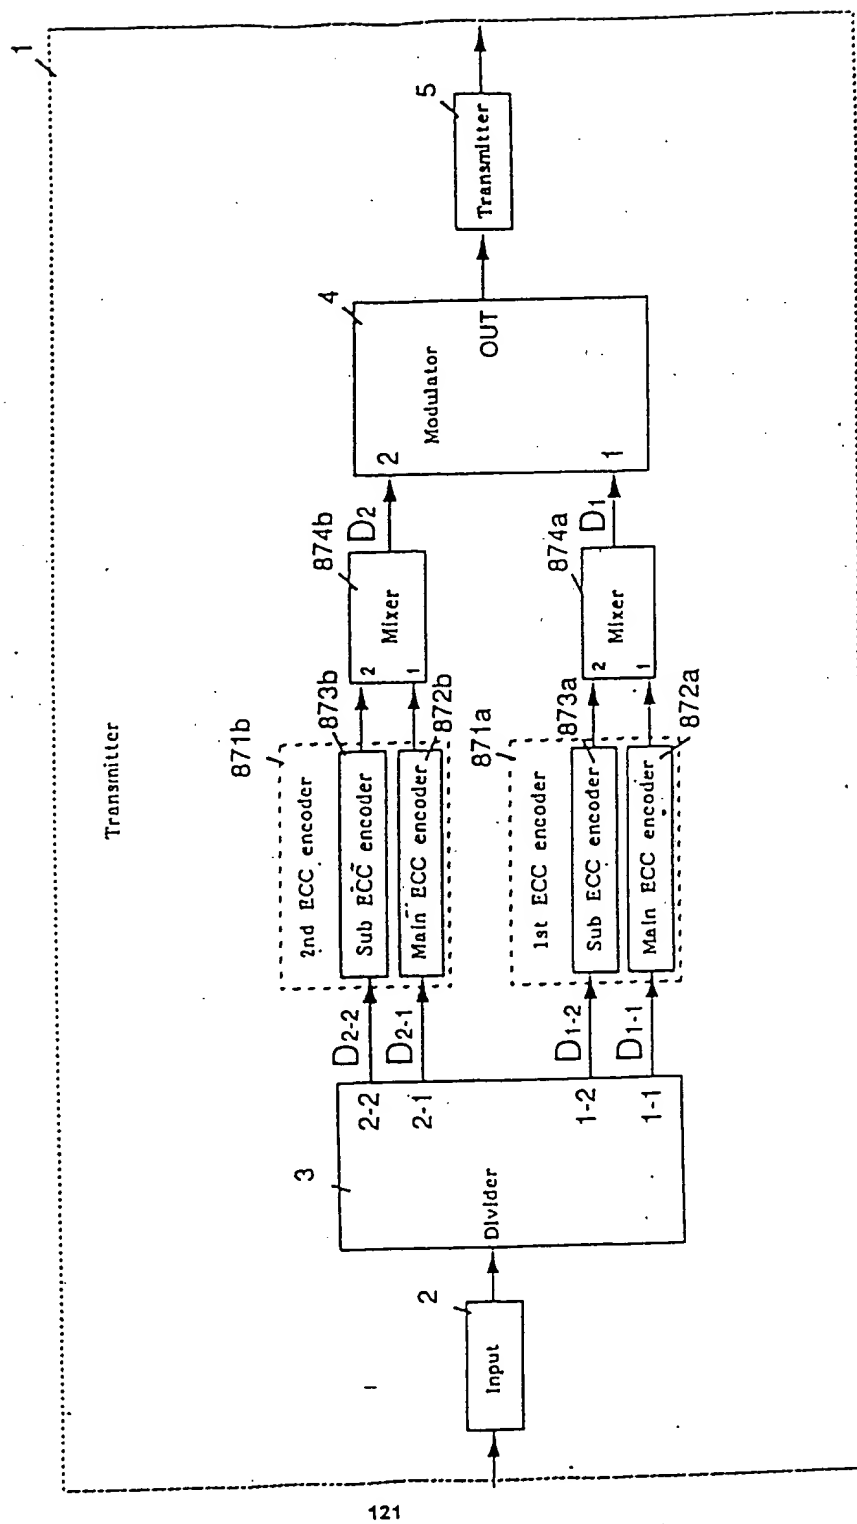 1
Transmitter
2
Input
3
Divider
2-2
2-1
1-2
1-1
D2-2
D2-1
D1-2
D1-1
871b
2nd ECC encoder
873b
Sub ECC encoder
Main ECC encoder
872b
871a
1st ECC encoder
873a
Sub ECC encoder
Main ECC encoder
872a
874b
Mixer
2
1
D2
874a
Mixer
2
1
D1
4
Modulator
2
1
OUT
5
Transmitter
121